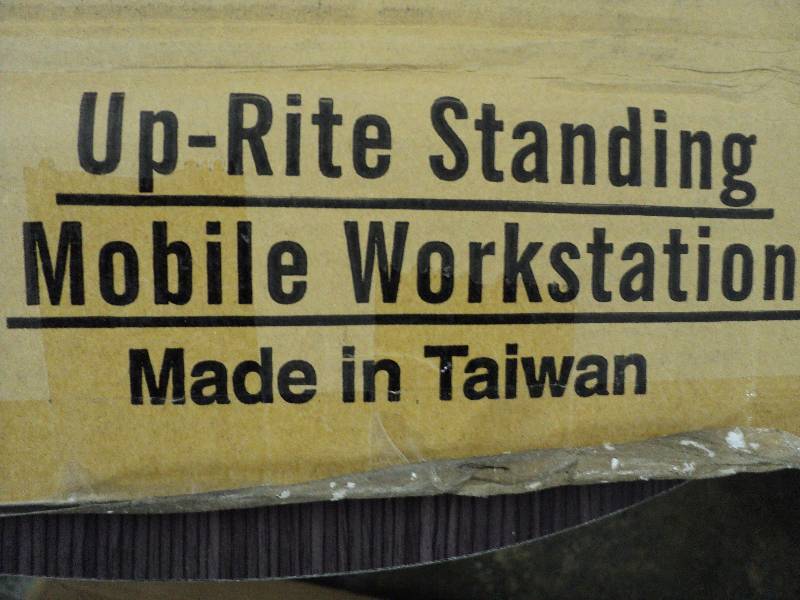 Up-Rite Standing
Mobile Workstation
Made in Taiwan